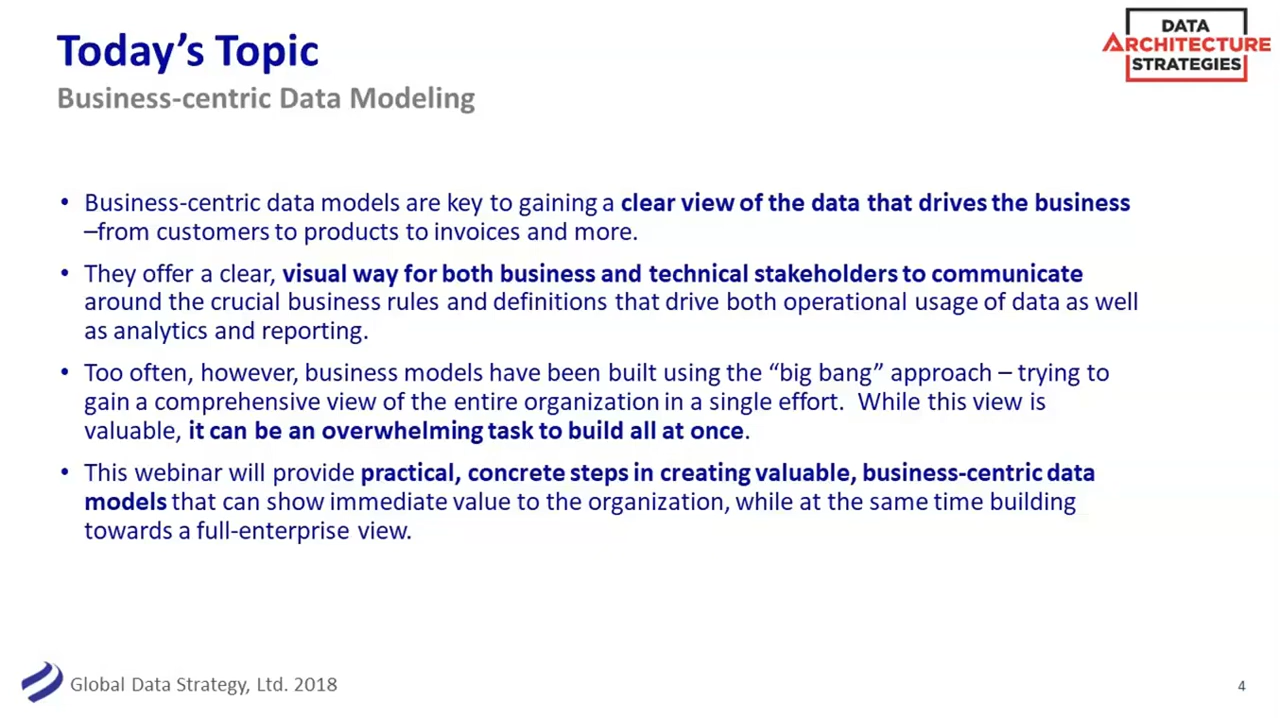 Today's Topic
Business-centric Data Modeling
DATA
ARCHITECTURE
STRATEGIES
• Business-centric data models are key to gaining a clear view of the data that drives the business
–from customers to products to invoices and more.
• They offer a clear, visual way for both business and technical stakeholders to communicate
around the crucial business rules and definitions that drive both operational usage of data as well
as analytics and reporting.
• Too often, however, business models have been built using the “big bang” approach – trying to
gain a comprehensive view of the entire organization in a single effort. While this view is
valuable, it can be an overwhelming task to build all at once.
• This webinar will provide practical, concrete steps in creating valuable, business-centric data
models that can show immediate value to the organization, while at the same time building
towards a full-enterprise view.
Global Data Strategy, Ltd. 2018
4